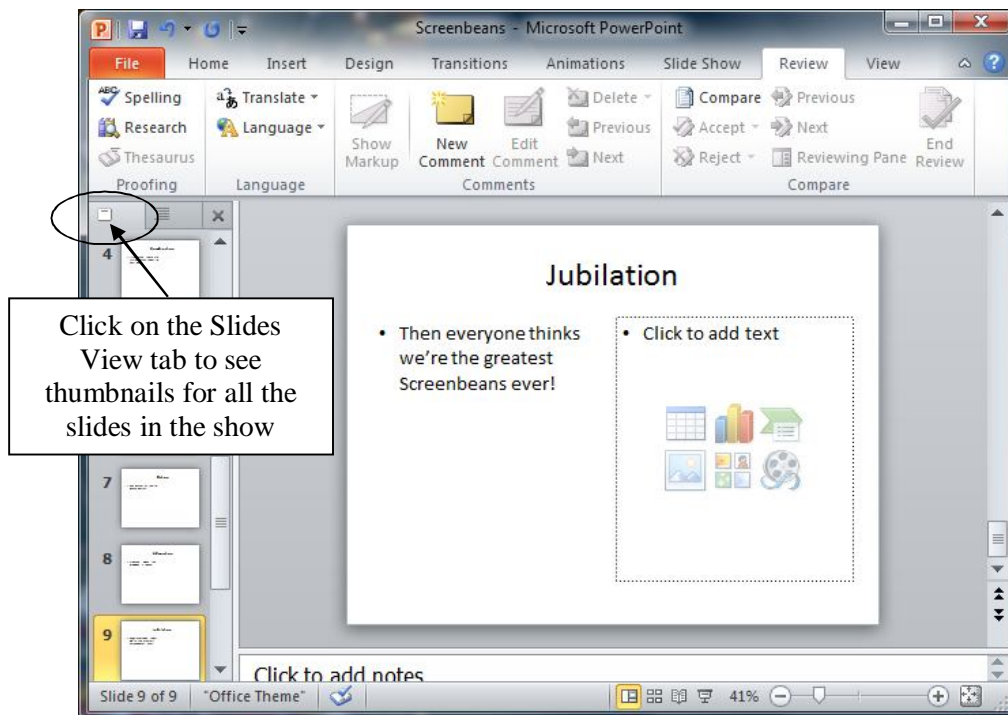 Screenbeans - Microsoft PowerPoint
File Home Insert Design Transitions Animations Slide Show Review View
ABC Spelling
Research
Thesaurus
Proofing
Translate
Language
Language
Show
Markup
New
Comment
Edit
Comment
Delete
Previous
Next
Comments
Compare
Accept
Reject
Previous
Next
Reviewing Pane
End
Review
Compare
4
Click on the Slides
View tab to see
thumbnails for all the
slides in the show
7
8
9
Jubilation
• Then everyone thinks
we're the greatest
Screenbeans ever!
• Click to add text
Click to add notes
Slide 9 of 9 "Office Theme" 41%